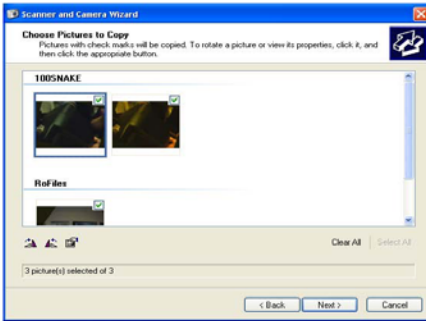 Scanner and Camera Wizard
Choose Pictures to Copy
Pictures with check marks will be copied. To rotate a picture or view its properties, click it, and
then click the appropriate button.
100SNAKE
RoFiles
Clear All
Select All
3 picture(s) selected of 3
< Back
Next >
Cancel